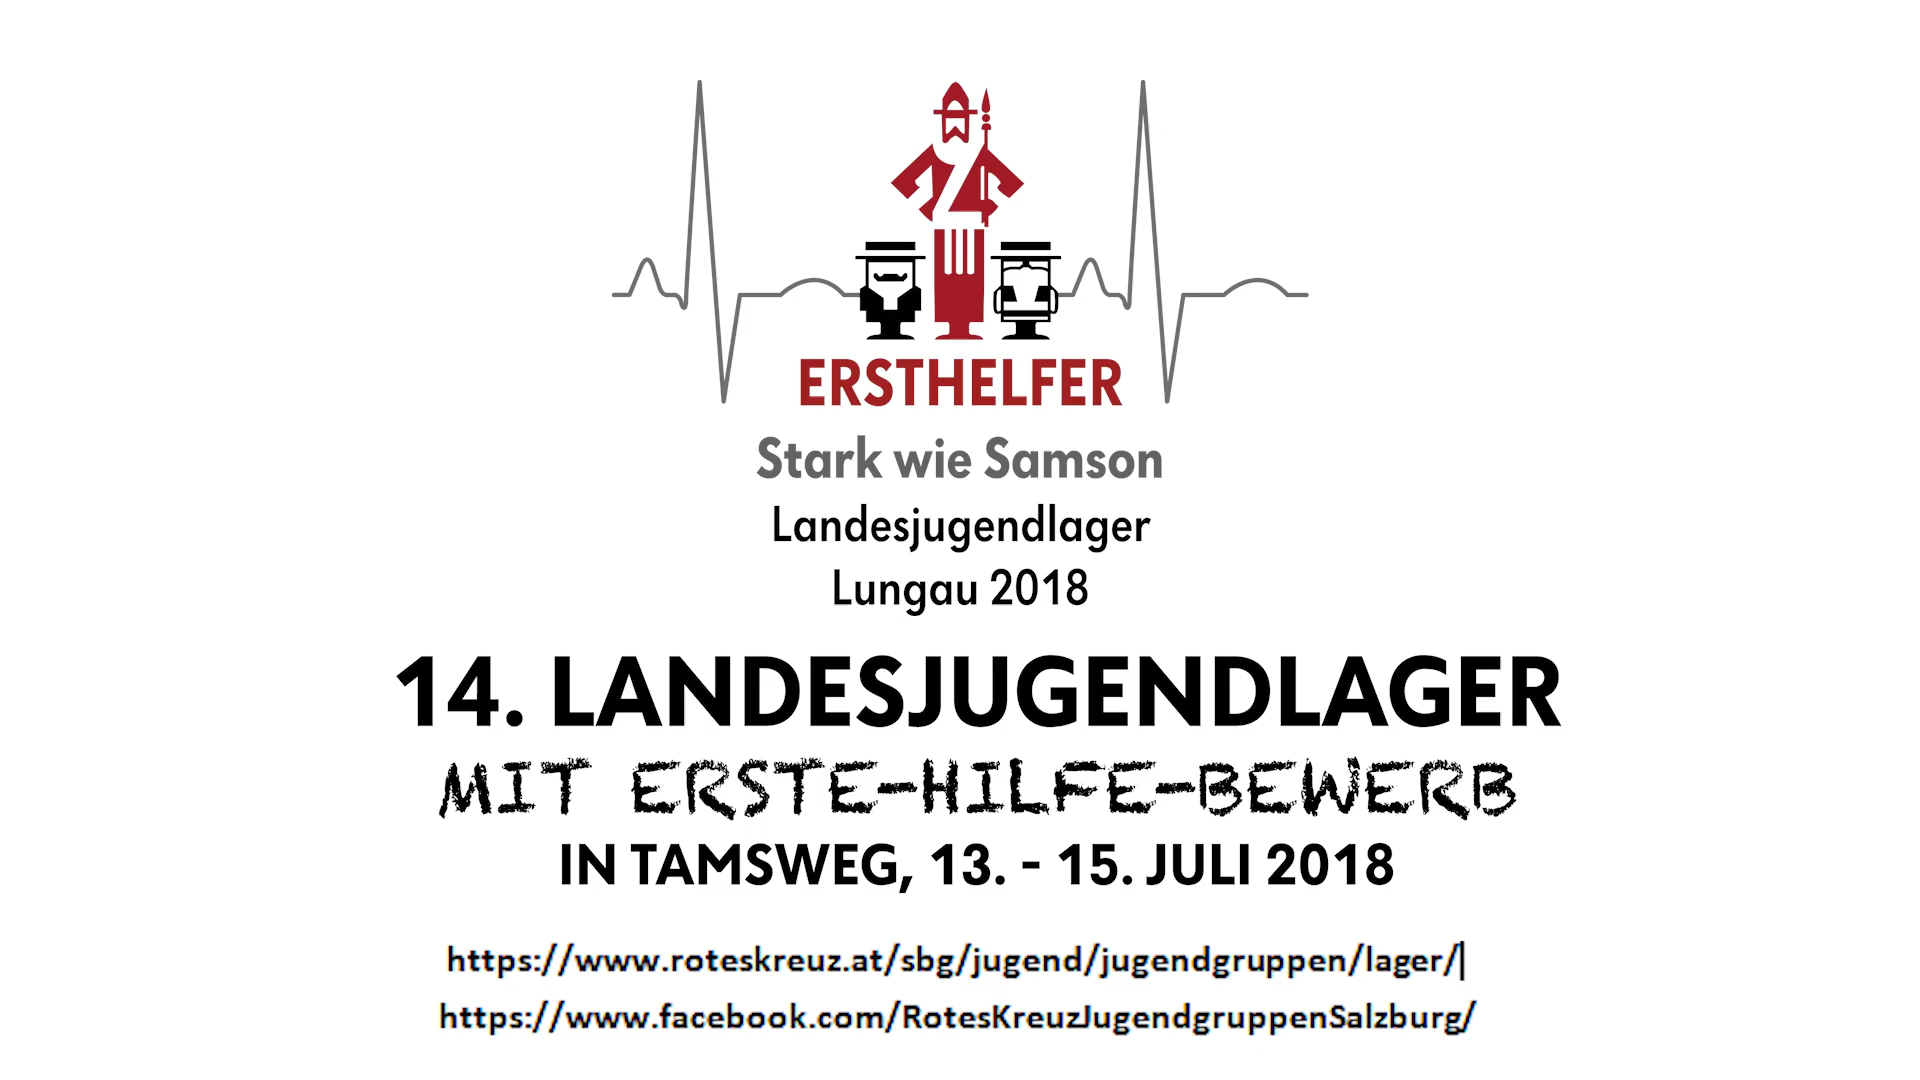 ERSTHELFER
Stark wie Samson
Landesjugendlager
Lungau 2018
14. LANDESJUGENDLAGER
MIT ERSTE-HILFE-BEWERB
IN TAMSWEG, 13. - 15. JULI 2018
https://www.roteskreuz.at/sbg/jugend/jugendgruppen/lager/
https://www.facebook.com/RotesKreuzJugendgruppenSalzburg/